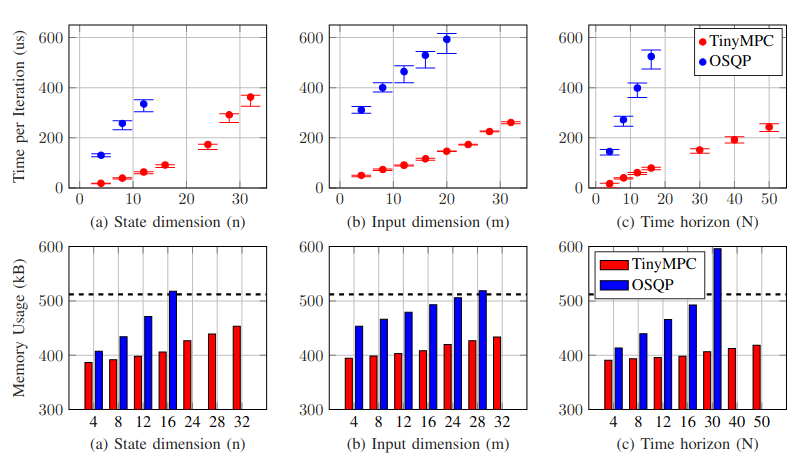 Time per Iteration (us)
600
400
200
0
0
10
20
30
(a) State dimension (n)
600
400
200
0
0
10
20
30
(b) Input dimension (m)
600
400
200
0
0
10
20
30
40
50
(c) Time horizon (N)
TinyMPC
OSQP
Memory Usage (kB)
600
500
400
300
4 8 12 16 24 28 32
(a) State dimension (n)
600
500
400
300
4 8 12 16 24 28 32
(b) Input dimension (m)
600
500
400
300
4 8 12 16 30 40 50
(c) Time horizon (N)
TinyMPC
OSQP